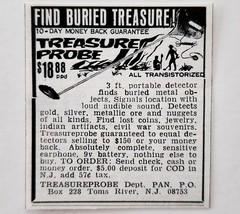 FIND BURIED TREASURE!
10-DAY MONEY BACK GUARANTEE
TREASURE
PROBE
$18.88
ppd
ALL TRANSISTORIZED
3 ft. portable detector
finds buried metal ob-
jects, Signals location with
loud audible sound. Detects
gold, silver, metallic ore and nuggets
of all kinds. Find lost coins, jewelry,
indian artifacts, civil war souvenirs.
Treasureprobe guaranteed to equal de-
tectors selling to $150 or your money
back. Absolutely complete, sensitive
earphone, 9v battery, nothing else to
buy. TO ORDER: Send check, cash or
money order, $5.00 deposit for COD in
N.J. add 57¢ tax.
TREASUREPROBE Dept. PAN, P.O.
Box 228 Toms River, N.J. 08753